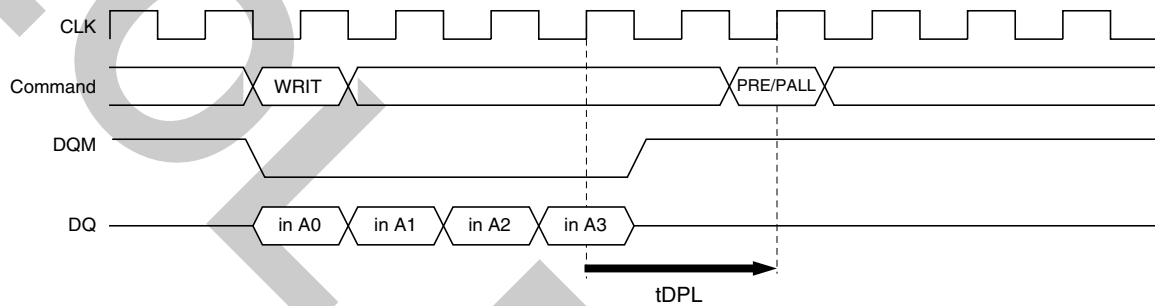 CLK
Command WRIT PRE/PALL
DQM
DQ in A0 in A1 in A2 in A3
tDPL